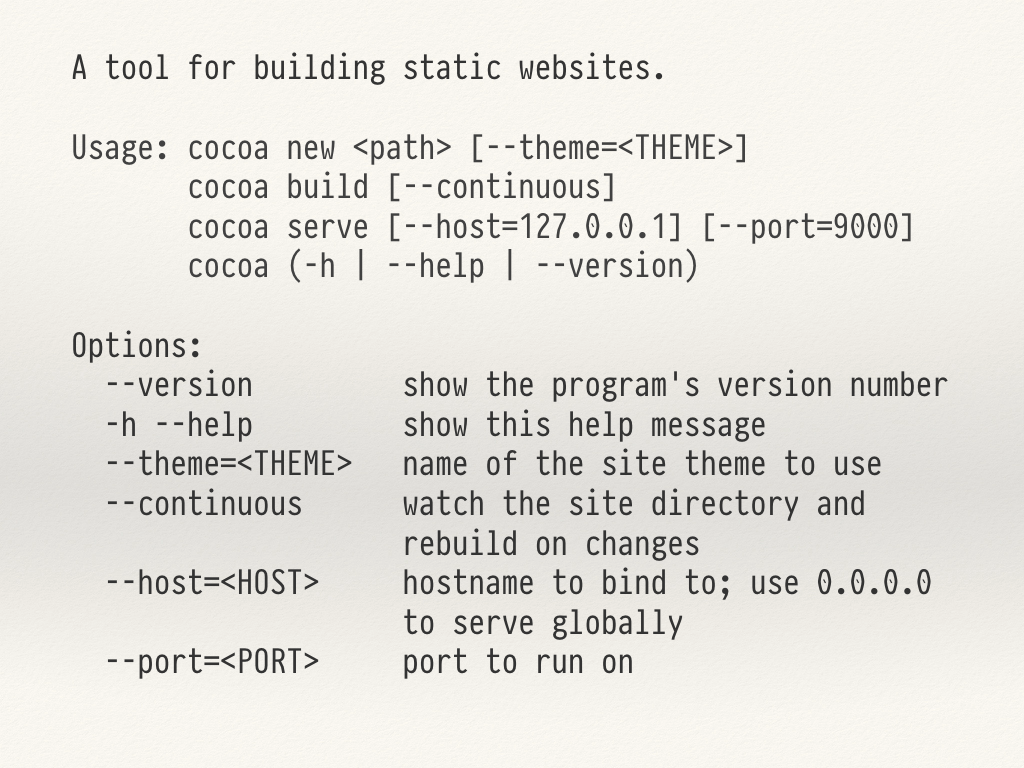 A tool for building static websites.
Usage: cocoa new <path> [--theme=<THEME>]
cocoa build [--continuous]
cocoa serve [--host=127.0.0.1] [--port=9000]
cocoa (-h | --help | --version)
Options:
--version show the program's version number
-h --help show this help message
--theme=<THEME> name of the site theme to use
--continuous watch the site directory and
rebuild on changes
--host=<HOST> hostname to bind to; use 0.0.0.0
to serve globally
--port=<PORT> port to run on